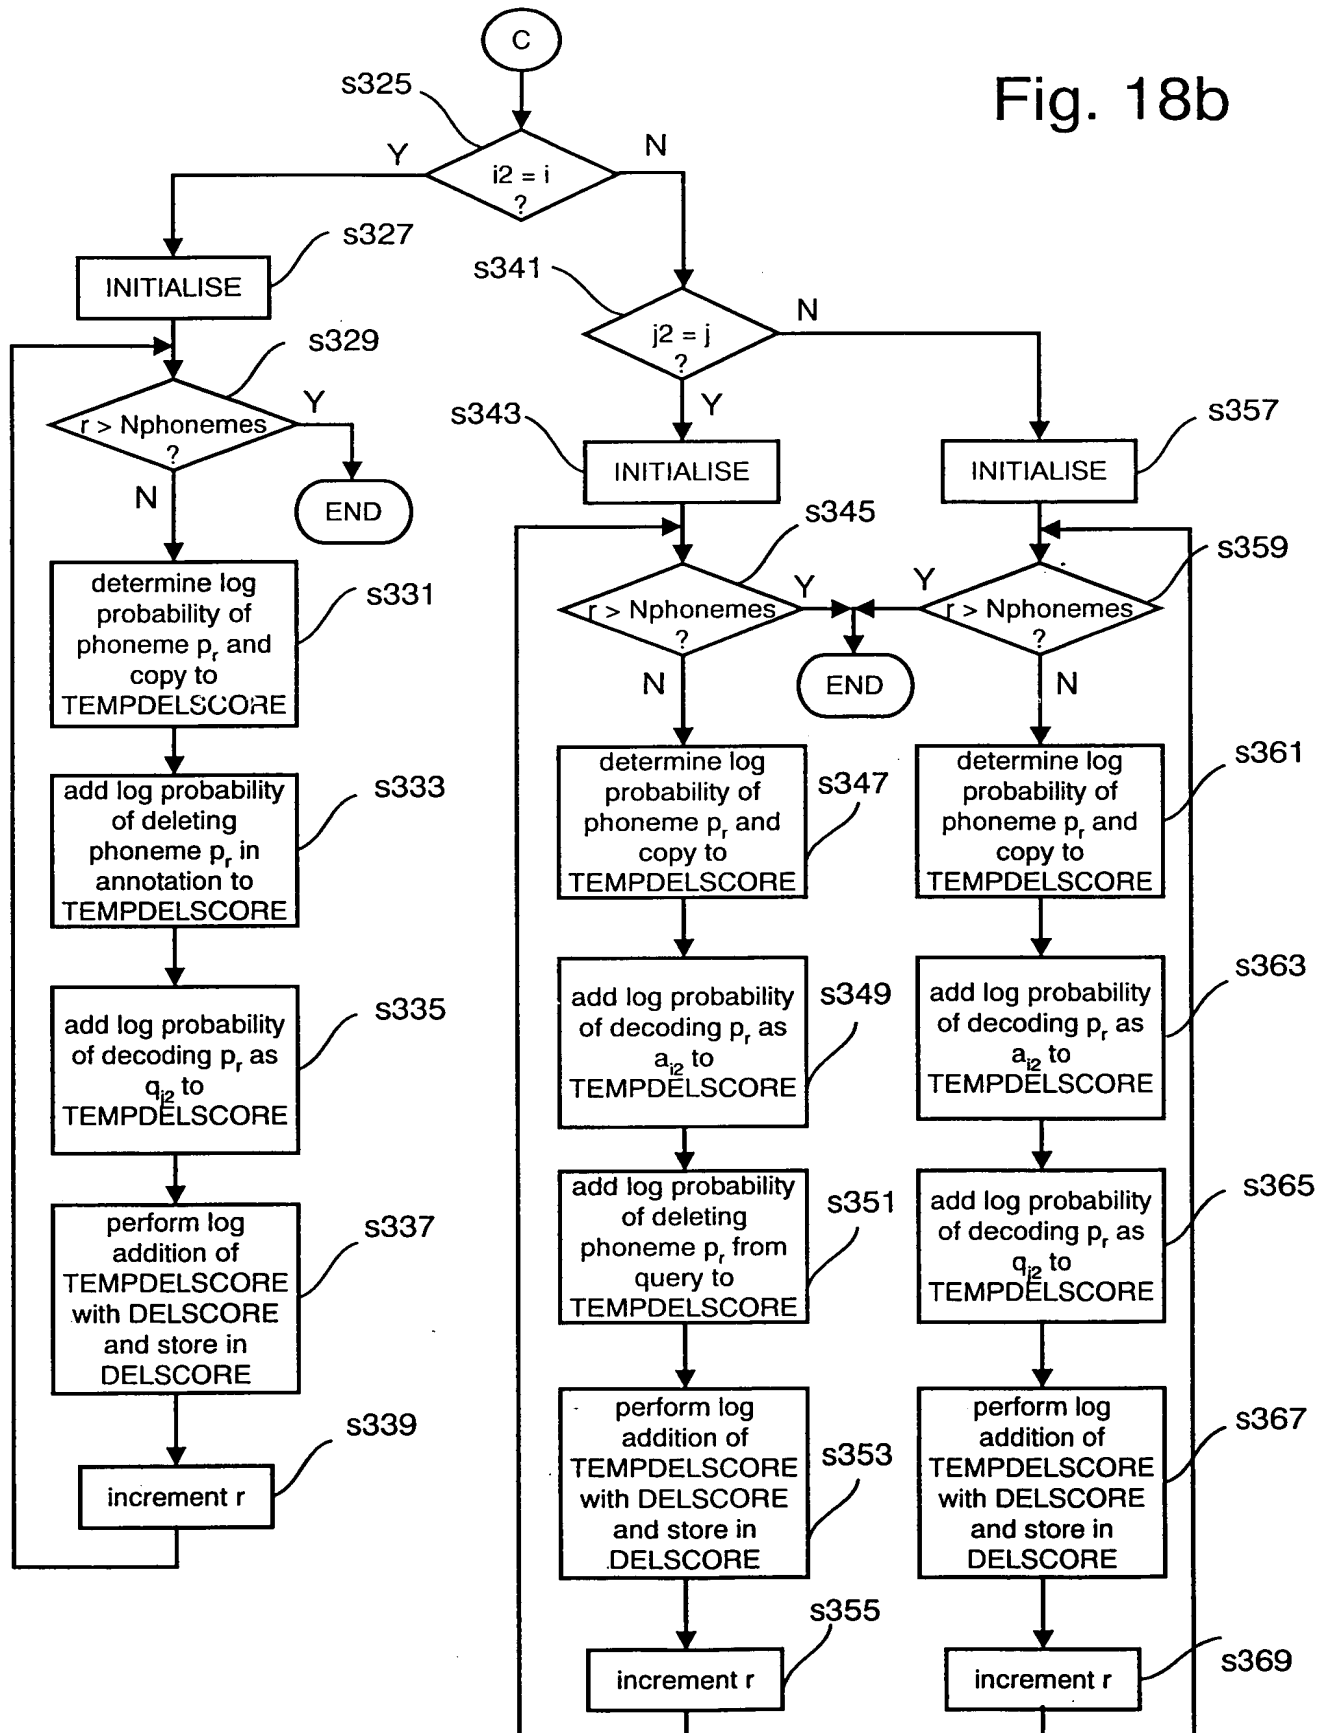 Fig. 18b
C
s325
Y
N
i2 = i
?
s327
INITIALISE
s329
r > Nphonemes
?
Y
N
END
determine log
probability of
phoneme pr and
copy to
TEMPDELSCORE
s331
add log probability
of deleting
phoneme pr in
annotation to
TEMPDELSCORE
s333
add log probability
of decoding pr as
qj2 to
TEMPDELSCORE
s335
perform log
addition of
TEMPDELSCORE
with DELSCORE
and store in
DELSCORE
s337
increment r
s339
s341
j2 = j
?
N
Y
s343
INITIALISE
s345
r > Nphonemes
?
Y
N
END
determine log
probability of
phoneme pr and
copy to
TEMPDELSCORE
s347
add log probability
of decoding pr as
ai2 to
TEMPDELSCORE
s349
add log probability
of deleting
phoneme pr from
query to
TEMPDELSCORE
s351
perform log
addition of
TEMPDELSCORE
with DELSCORE
and store in
DELSCORE
s353
increment r
s355
s357
INITIALISE
s359
Y
r > Nphonemes
?
N
determine log
probability of
phoneme pr and
copy to
TEMPDELSCORE
s361
add log probability
of decoding pr as
ai2 to
TEMPDELSCORE
s363
add log probability
of decoding pr as
qj2 to
TEMPDELSCORE
s365
perform log
addition of
TEMPDELSCORE
with DELSCORE
and store in
DELSCORE
s367
increment r
s369